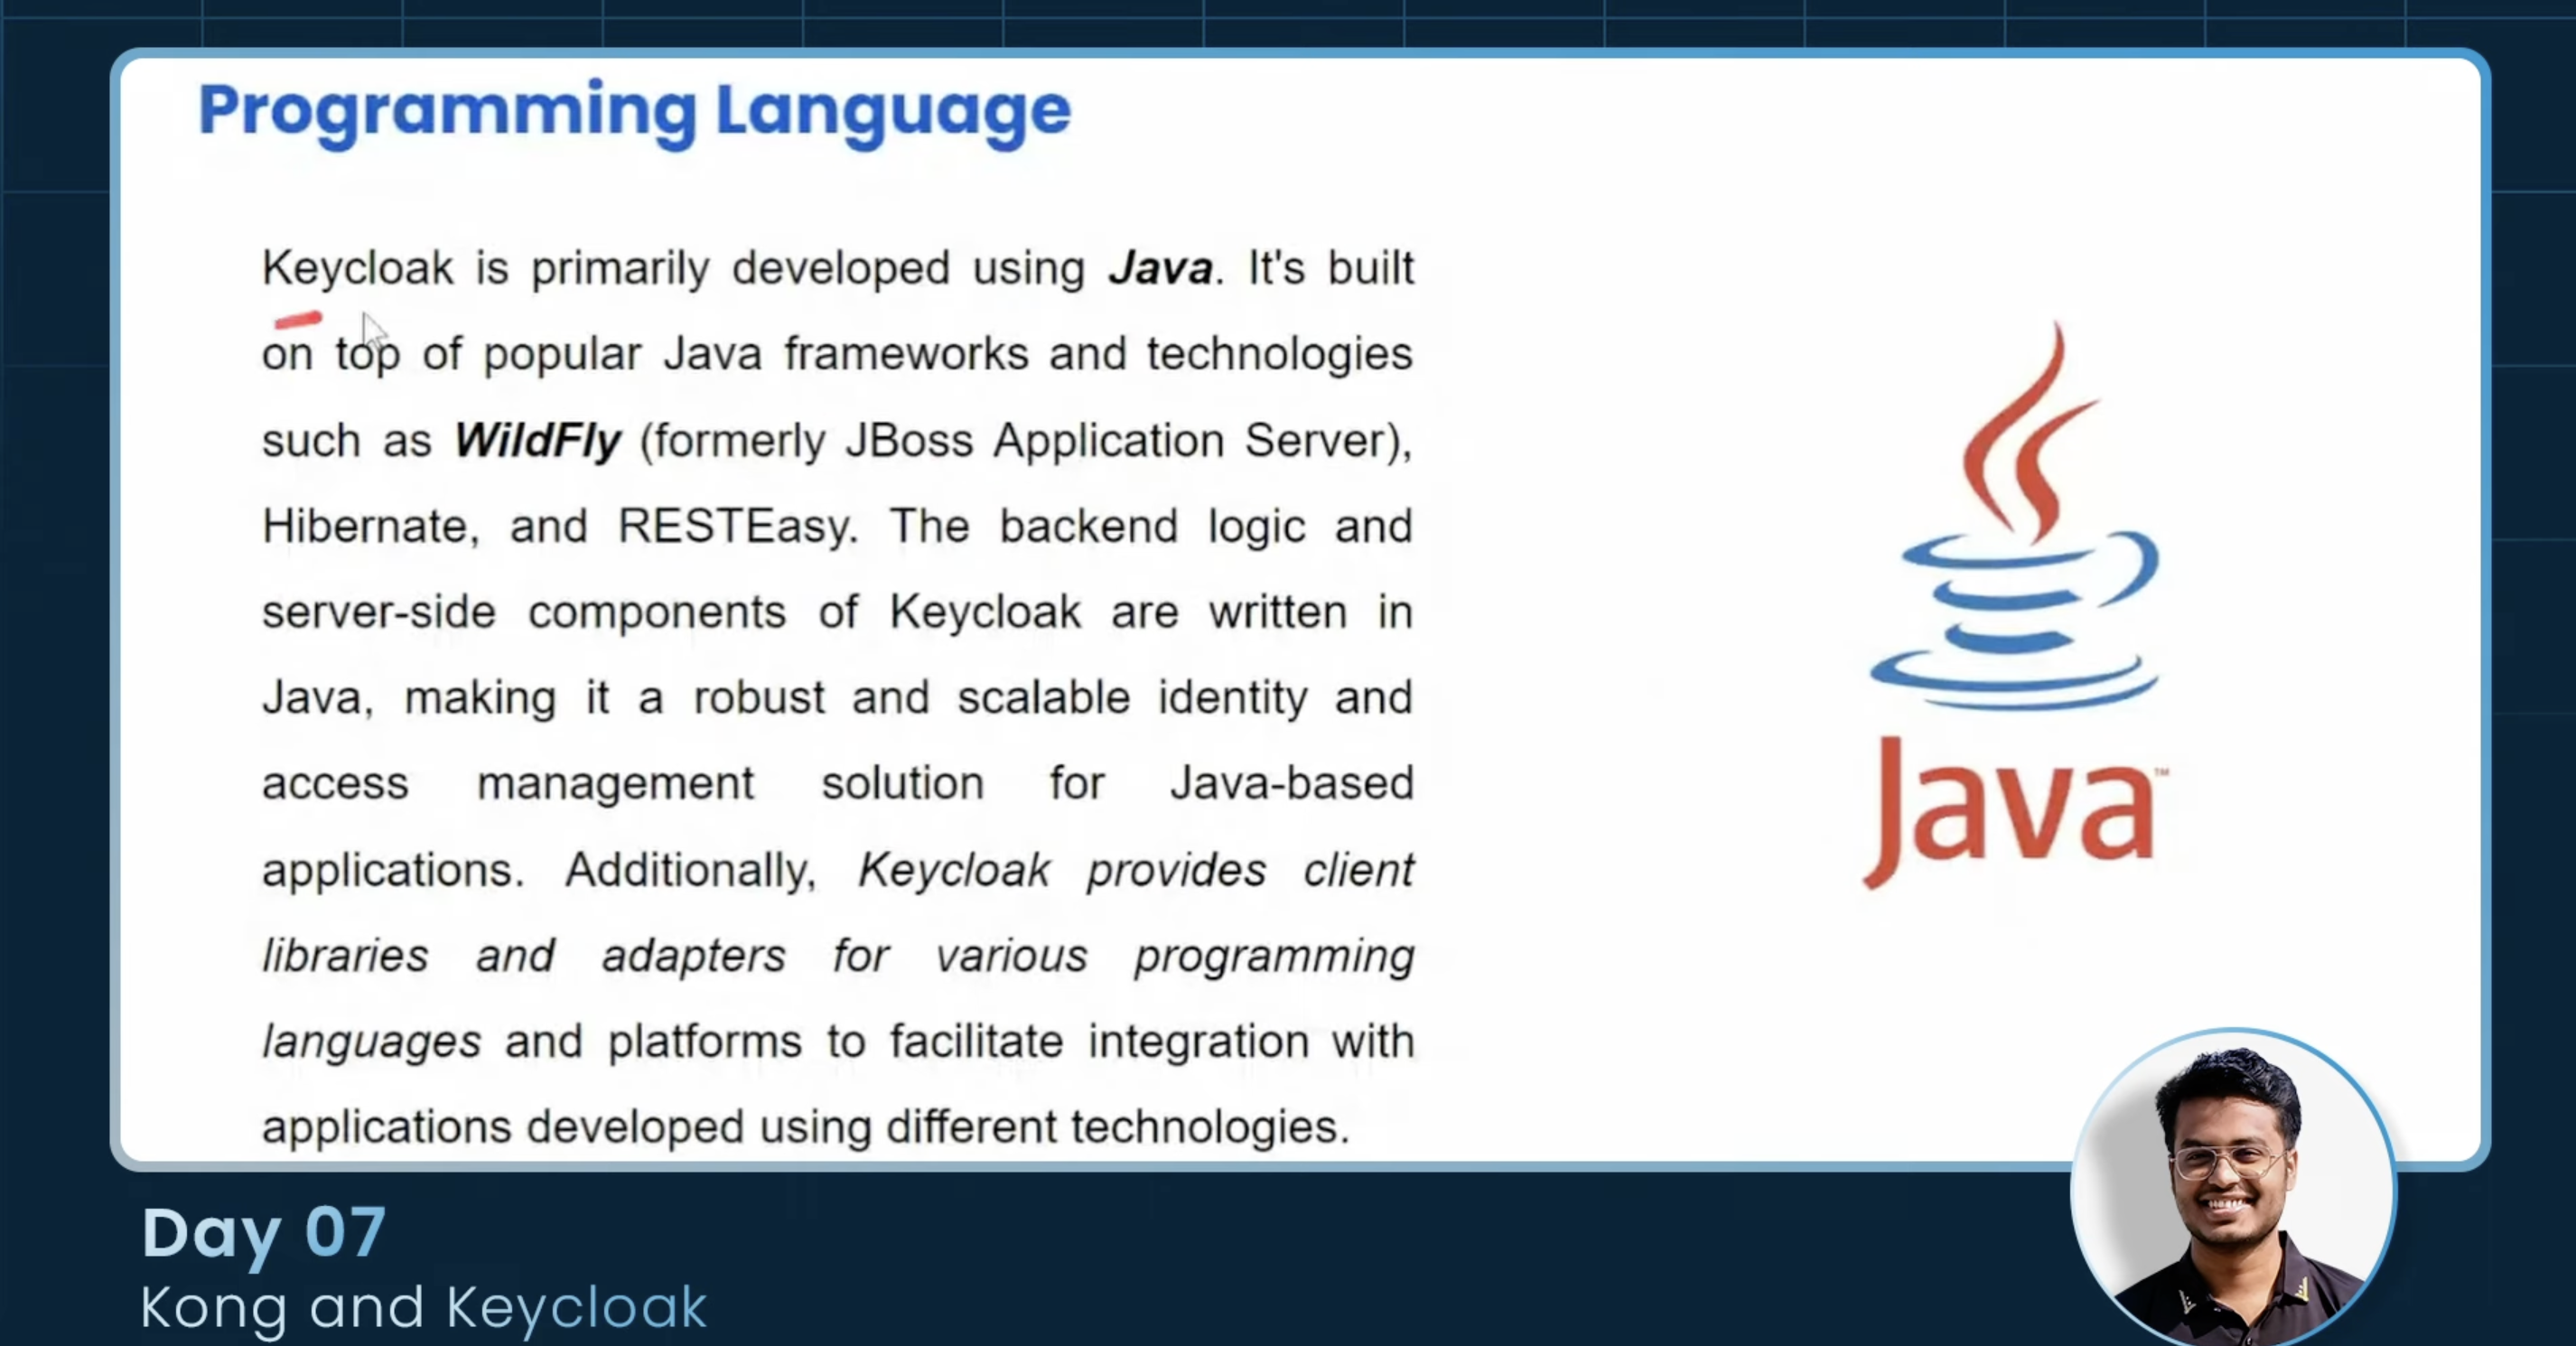 Programming Language
Keycloak is primarily developed using Java. It's built
on top of popular Java frameworks and technologies
such as WildFly (formerly JBoss Application Server),
Hibernate, and RESTEasy. The backend logic and
server-side components of Keycloak are written in
Java, making it a robust and scalable identity and
access management solution for Java-based
applications. Additionally, Keycloak provides client
libraries and adapters for various programming
languages and platforms to facilitate integration with
applications developed using different technologies.
Java™
Day 07
Kong and Keycloak